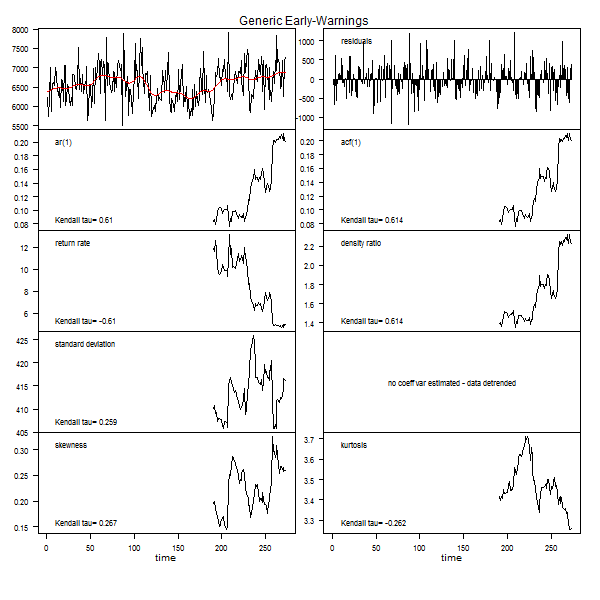 Generic Early-Warnings
8000
7500
7000
6500
6000
5500
residuals
1000
500
0
-500
-1000
ar(1)
0.20
0.18
0.16
0.14
0.12
0.10
0.08
Kendall tau= 0.61
acf(1)
0.20
0.18
0.16
0.14
0.12
0.10
0.08
Kendall tau= 0.614
return rate
12
10
8
6
Kendall tau= -0.61
density ratio
2.2
2.0
1.8
1.6
1.4
Kendall tau= 0.614
standard deviation
425
420
415
410
405
Kendall tau= 0.259
no coeff var estimated - data detrended
skewness
0.30
0.25
0.20
0.15
Kendall tau= 0.267
0 50 100 150 200 250
time
kurtosis
3.7
3.6
3.5
3.4
3.3
Kendall tau= -0.262
0 50 100 150 200 250
time